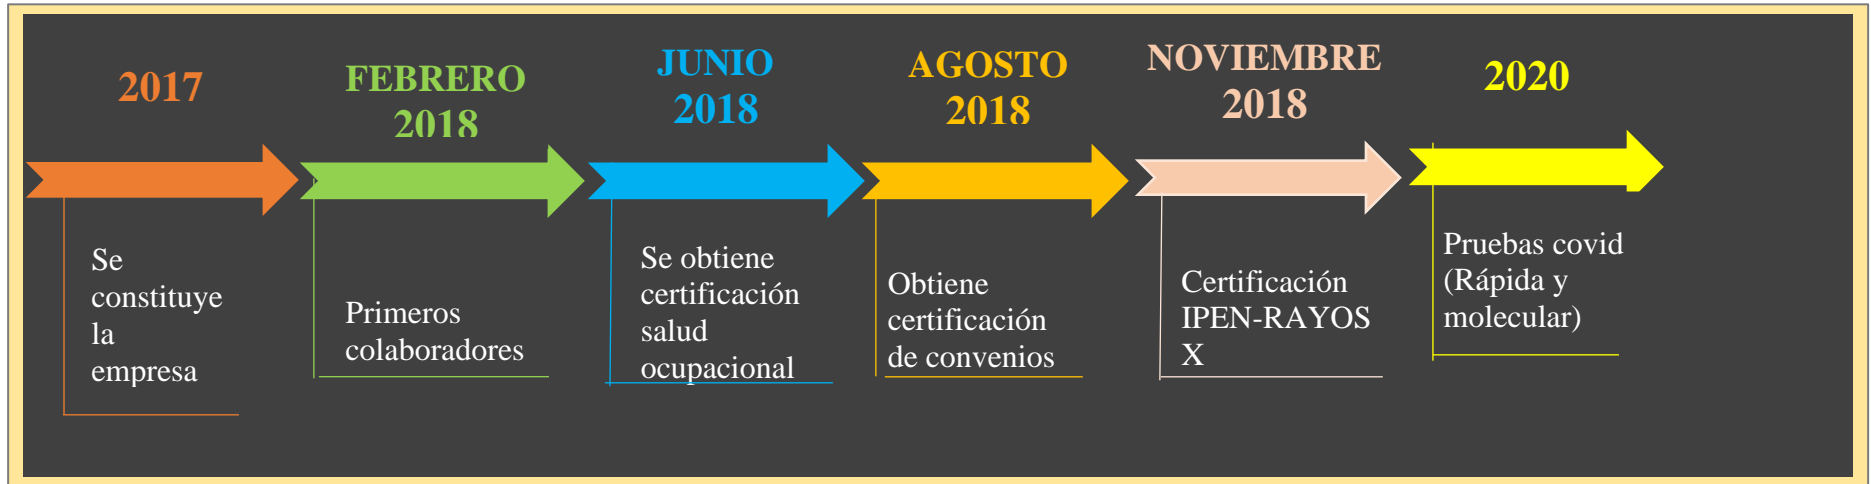 2017
Se
constituye
la
empresa
FEBRERO
2018
Primeros
colaboradores
JUNIO
2018
Se obtiene
certificación
salud
ocupacional
AGOSTO
2018
Obtiene
certificación
de convenios
NOVIEMBRE
2018
Certificación
IPEN-RAYOS
X
2020
Pruebas covid
(Rápida y
molecular)